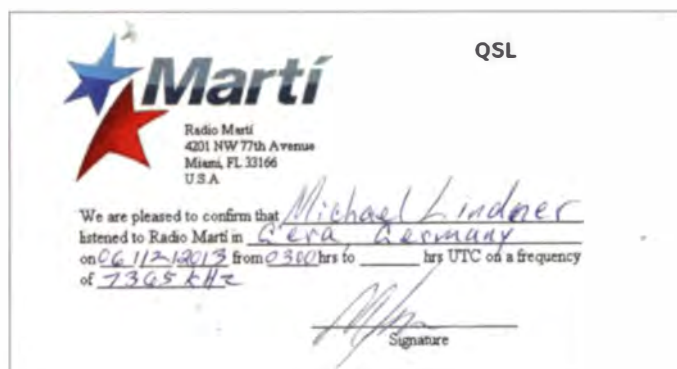 QSL
Martí
Radio Martí
4201 NW 77th Avenue
Miami, FL 33166
U.S.A
We are pleased to confirm that Michael Lindner
listened to Radio Martí in Gera, Germany
on 06/12/2013 from 0300 hrs to ______ hrs UTC on a frequency
of 7365 kHz
Signature